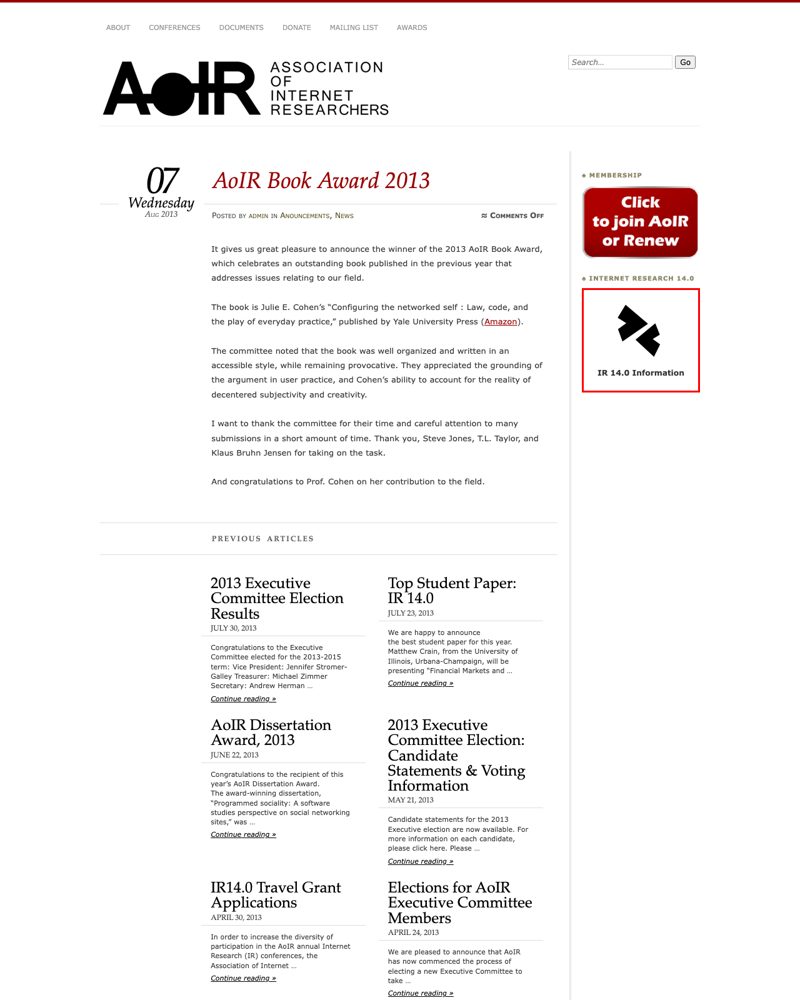 ABOUT CONFERENCES DOCUMENTS DONATE MAILING LIST AWARDS
Search... Go
AoIR ASSOCIATION
OF
INTERNET
RESEARCHERS
07
Wednesday
Aug 2013
AoIR Book Award 2013
Posted by admin in Anouncements, News
≈ Comments Off
It gives us great pleasure to announce the winner of the 2013 AoIR Book Award,
which celebrates an outstanding book published in the previous year that
addresses issues relating to our field.
The book is Julie E. Cohen’s “Configuring the networked self : Law, code, and
the play of everyday practice,” published by Yale University Press (Amazon).
The committee noted that the book was well organized and written in an
accessible style, while remaining provocative. They appreciated the grounding of
the argument in user practice, and Cohen’s ability to account for the reality of
decentered subjectivity and creativity.
I want to thank the committee for their time and careful attention to many
submissions in a short amount of time. Thank you, Steve Jones, T.L. Taylor, and
Klaus Bruhn Jensen for taking on the task.
And congratulations to Prof. Cohen on her contribution to the field.
♣ MEMBERSHIP
Click
to join AoIR
or Renew
♣ INTERNET RESEARCH 14.0
IR 14.0 Information
PREVIOUS ARTICLES
2013 Executive
Committee Election
Results
JULY 30, 2013
Congratulations to the Executive
Committee elected for the 2013-2015
term: Vice President: Jennifer Stromer-
Galley Treasurer: Michael Zimmer
Secretary: Andrew Herman …
Continue reading »
Top Student Paper:
IR 14.0
JULY 23, 2013
We are happy to announce
the best student paper for this year.
Matthew Crain, from the University of
Illinois, Urbana-Champaign, will be
presenting “Financial Markets and …
Continue reading »
AoIR Dissertation
Award, 2013
JUNE 22, 2013
Congratulations to the recipient of this
year’s AoIR Dissertation Award.
The award-winning dissertation,
“Programmed sociality: A software
studies perspective on social networking
sites,” was …
Continue reading »
2013 Executive
Committee Election:
Candidate
Statements & Voting
Information
MAY 21, 2013
Candidate statements for the 2013
Executive election are now available. For
more information on each candidate,
please click here. Please …
Continue reading »
IR14.0 Travel Grant
Applications
APRIL 30, 2013
In order to increase the diversity of
participation in the AoIR annual Internet
Research (IR) conferences, the
Association of Internet …
Continue reading »
Elections for AoIR
Executive Committee
Members
APRIL 24, 2013
We are pleased to announce that AoIR
has now commenced the process of
electing a new Executive Committee to
take …
Continue reading »